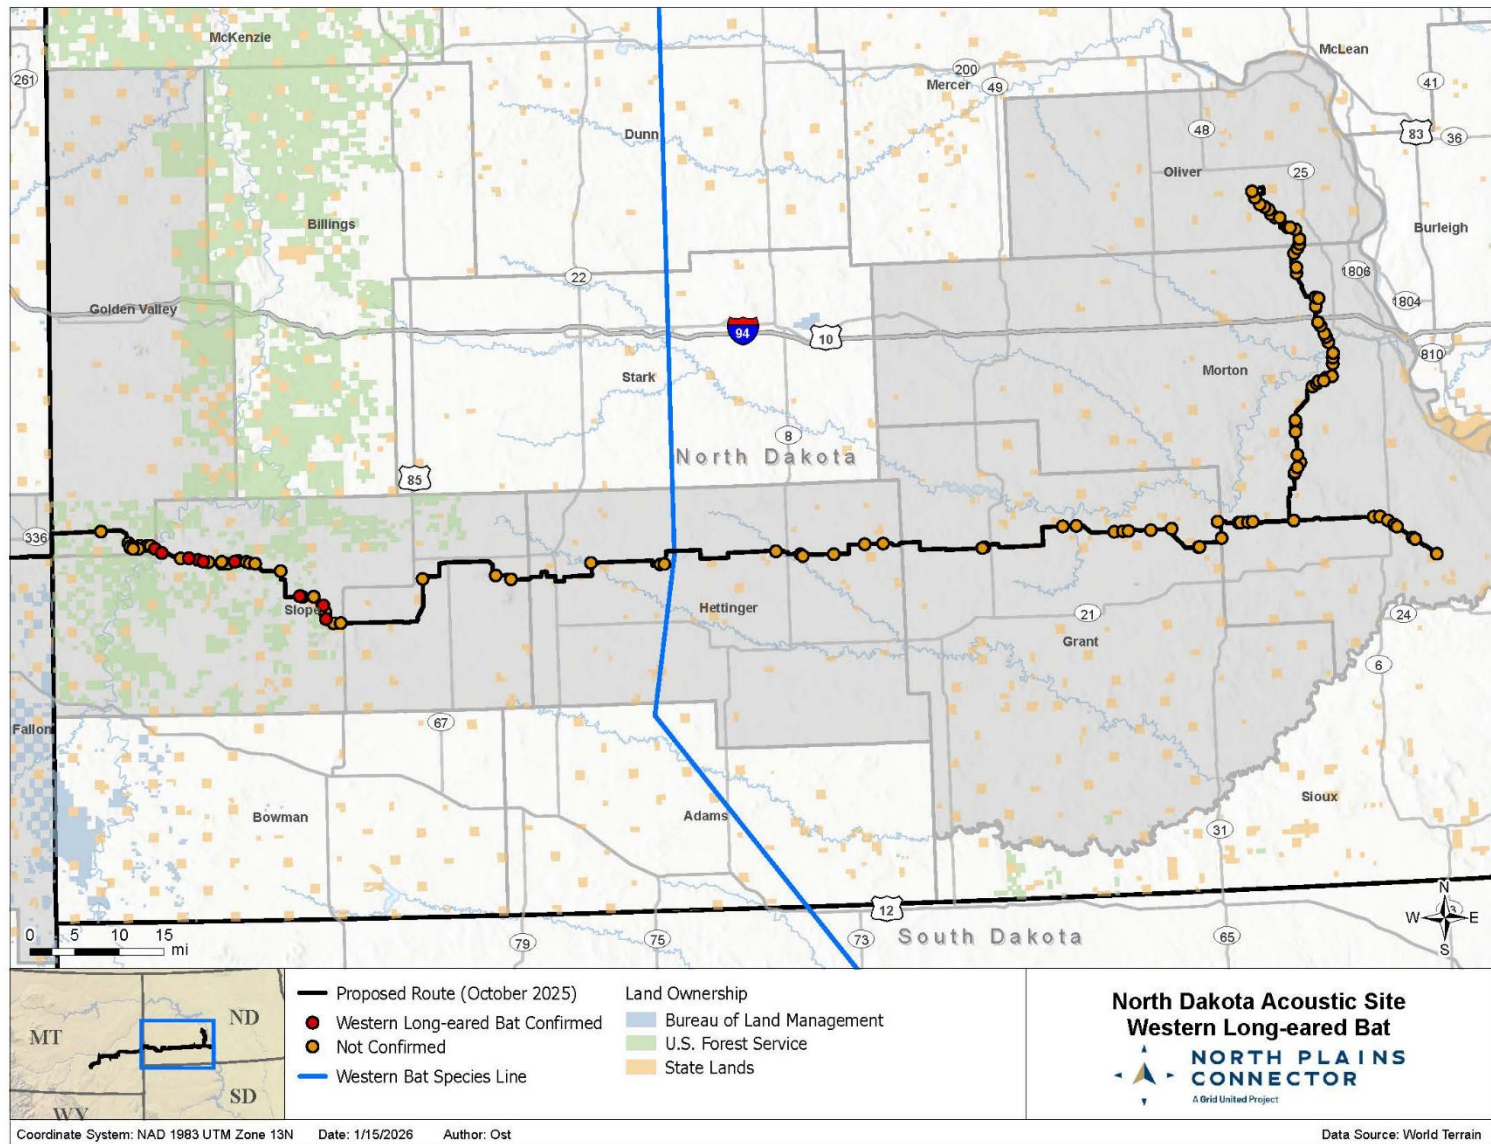 McKenzie
McLean
261
200
Mercer
49
41
Dunn
48
83
36
Oliver
25
Billings
Burleigh
22
1806
1804
Golden Valley
94
10
810
Stark
Morton
8
North Dakota
85
336
Slope
Hettinger
21
24
Grant
6
67
Fallon
Sioux
Bowman
Adams
31
12
N
W E
S
0 5 10 15
mi
79
75
73
South Dakota
65
MT
ND
WY
SD
Proposed Route (October 2025)
Western Long-eared Bat Confirmed
Not Confirmed
Western Bat Species Line
Land Ownership
Bureau of Land Management
U.S. Forest Service
State Lands
North Dakota Acoustic Site
Western Long-eared Bat
NORTH PLAINS
CONNECTOR
A Grid United Project
Coordinate System: NAD 1983 UTM Zone 13N Date: 1/15/2026 Author: Ost
Data Source: World Terrain